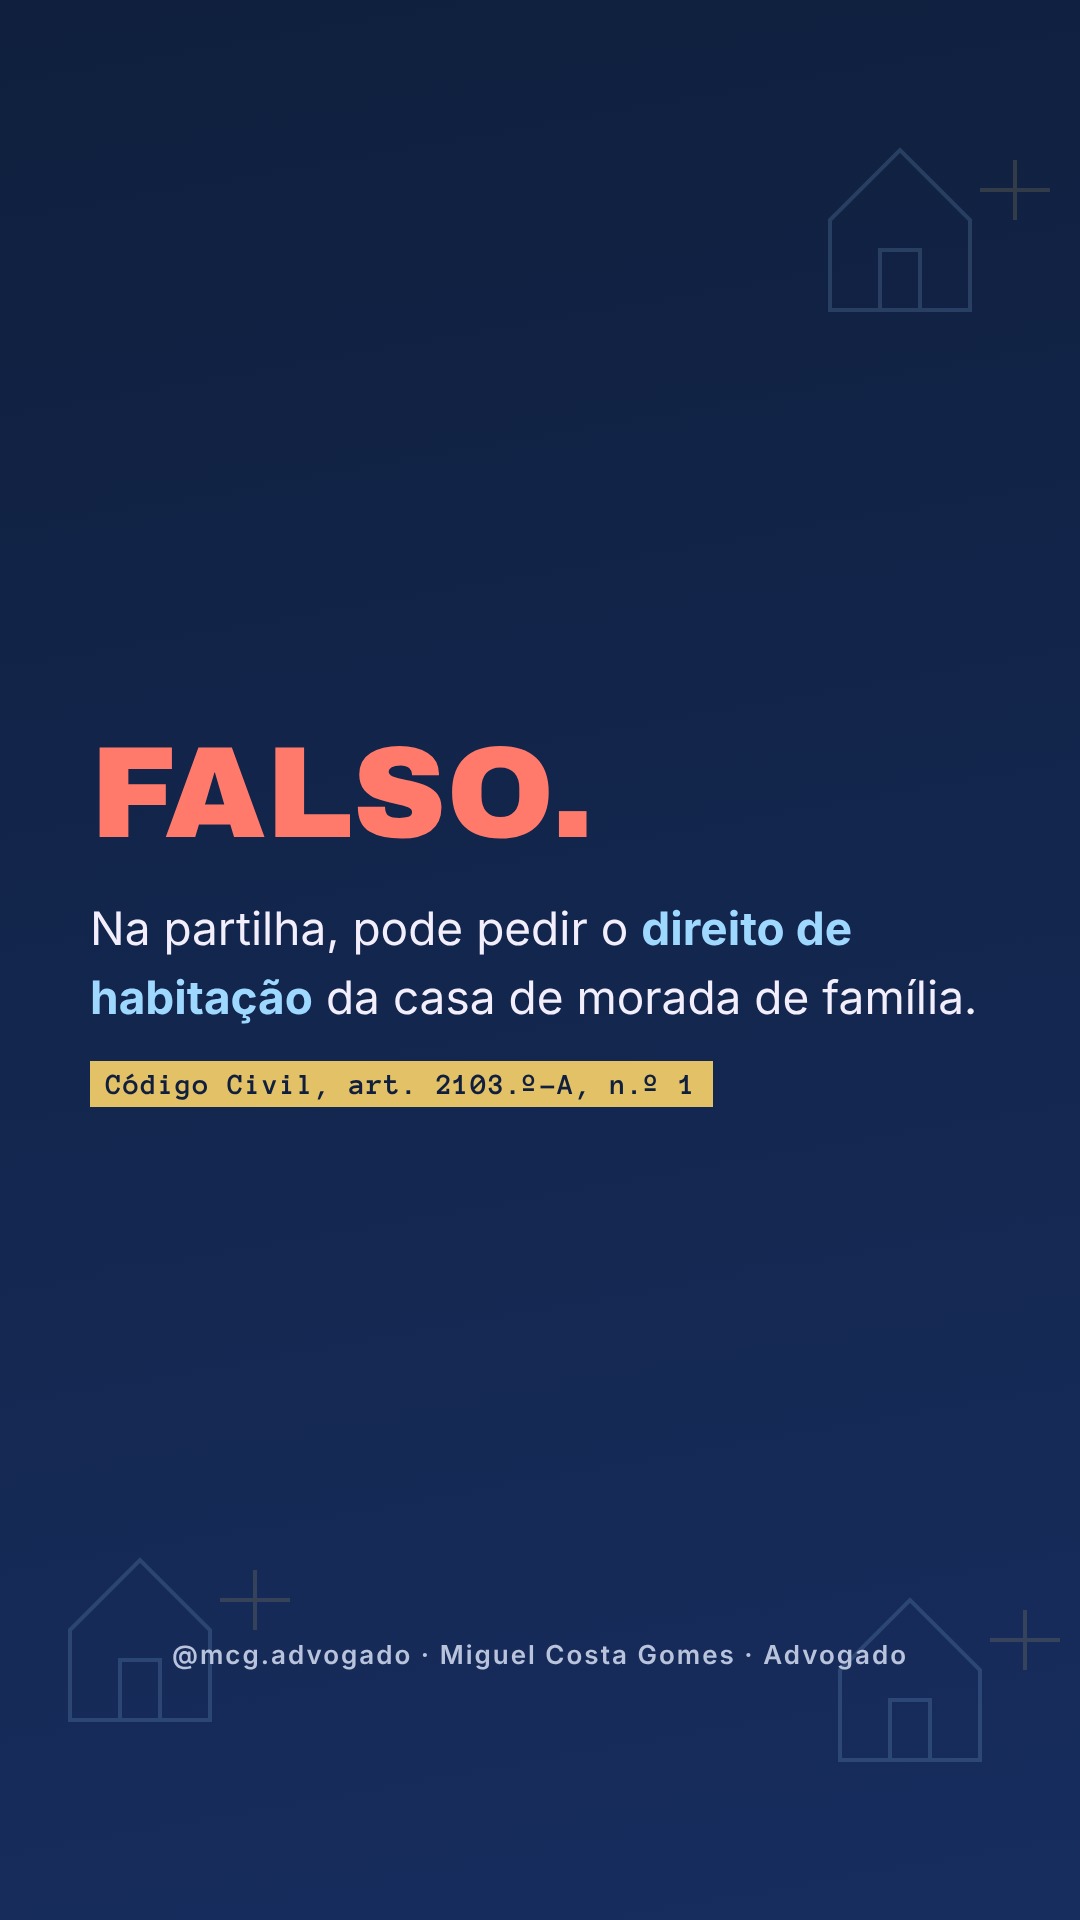 FALSO.
Na partilha, pode pedir o direito de
habitação da casa de morada de família.
Código Civil, art. 2103.º-A, n.º 1
@mcg.advogado · Miguel Costa Gomes · Advogado